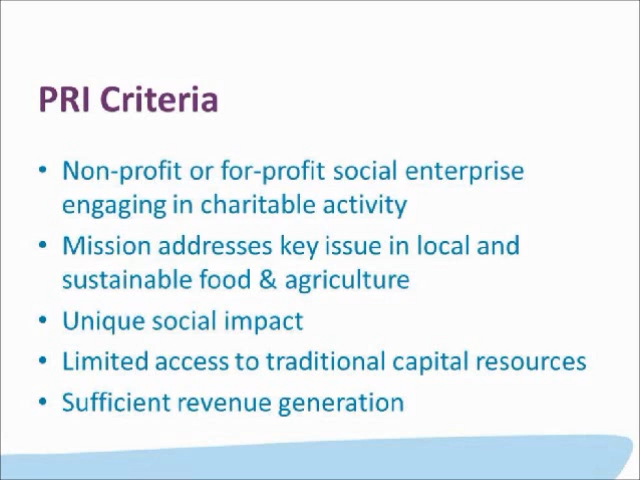 PRI Criteria
• Non-profit or for-profit social enterprise
engaging in charitable activity
• Mission addresses key issue in local and
sustainable food & agriculture
• Unique social impact
• Limited access to traditional capital resources
• Sufficient revenue generation